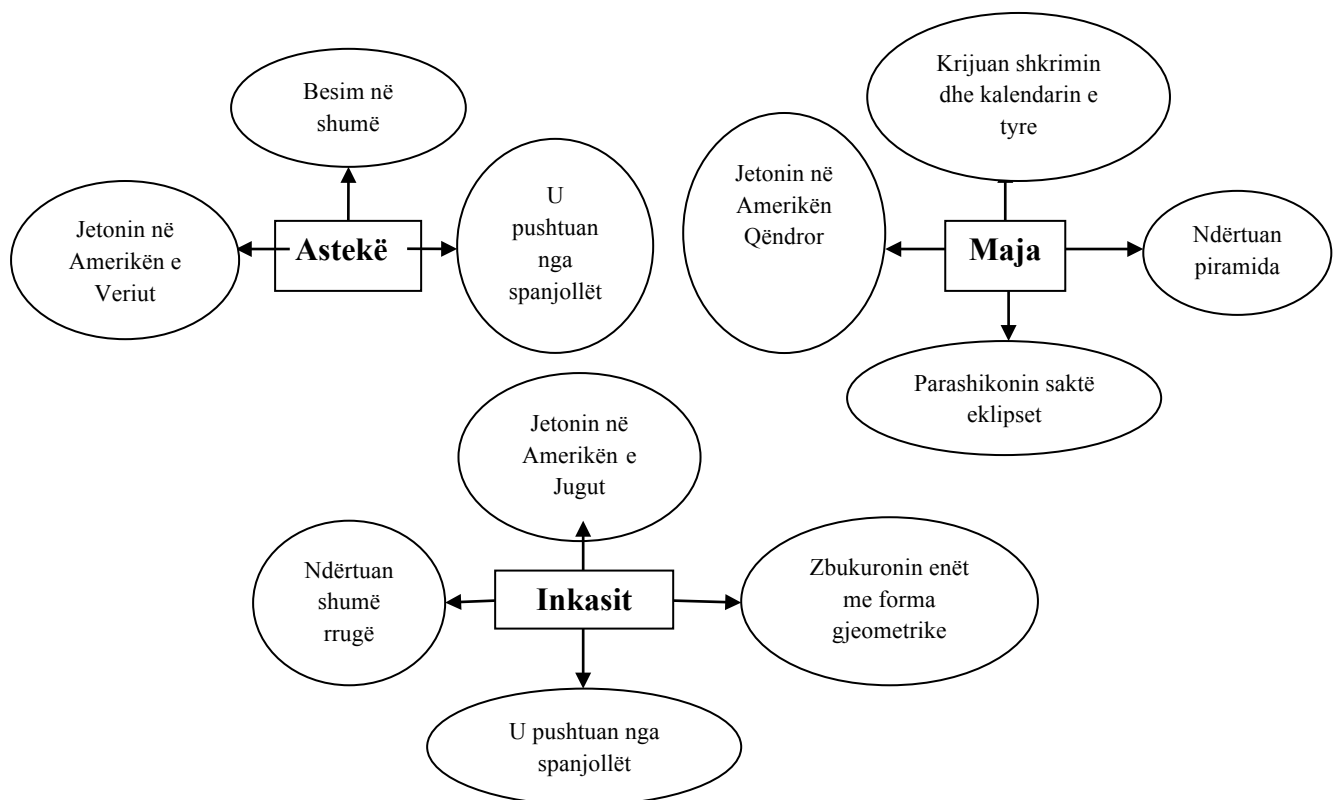 Besim në
shumë
Jetonin në
Amerikën e
Veriut
Astekë
U
pushtuan
nga
spanjollët
Krijuan shkrimin
dhe kalendarin e
tyre
Jetonin në
Amerikën
Qëndror
Maja
Ndërtuan
piramida
Parashikonin saktë
eklipset
Jetonin në
Amerikën e
Jugut
Ndërtuan
shumë
rrugë
Inkasit
Zbukuronin enët
me forma
gjeometrike
U pushtuan nga
spanjollët